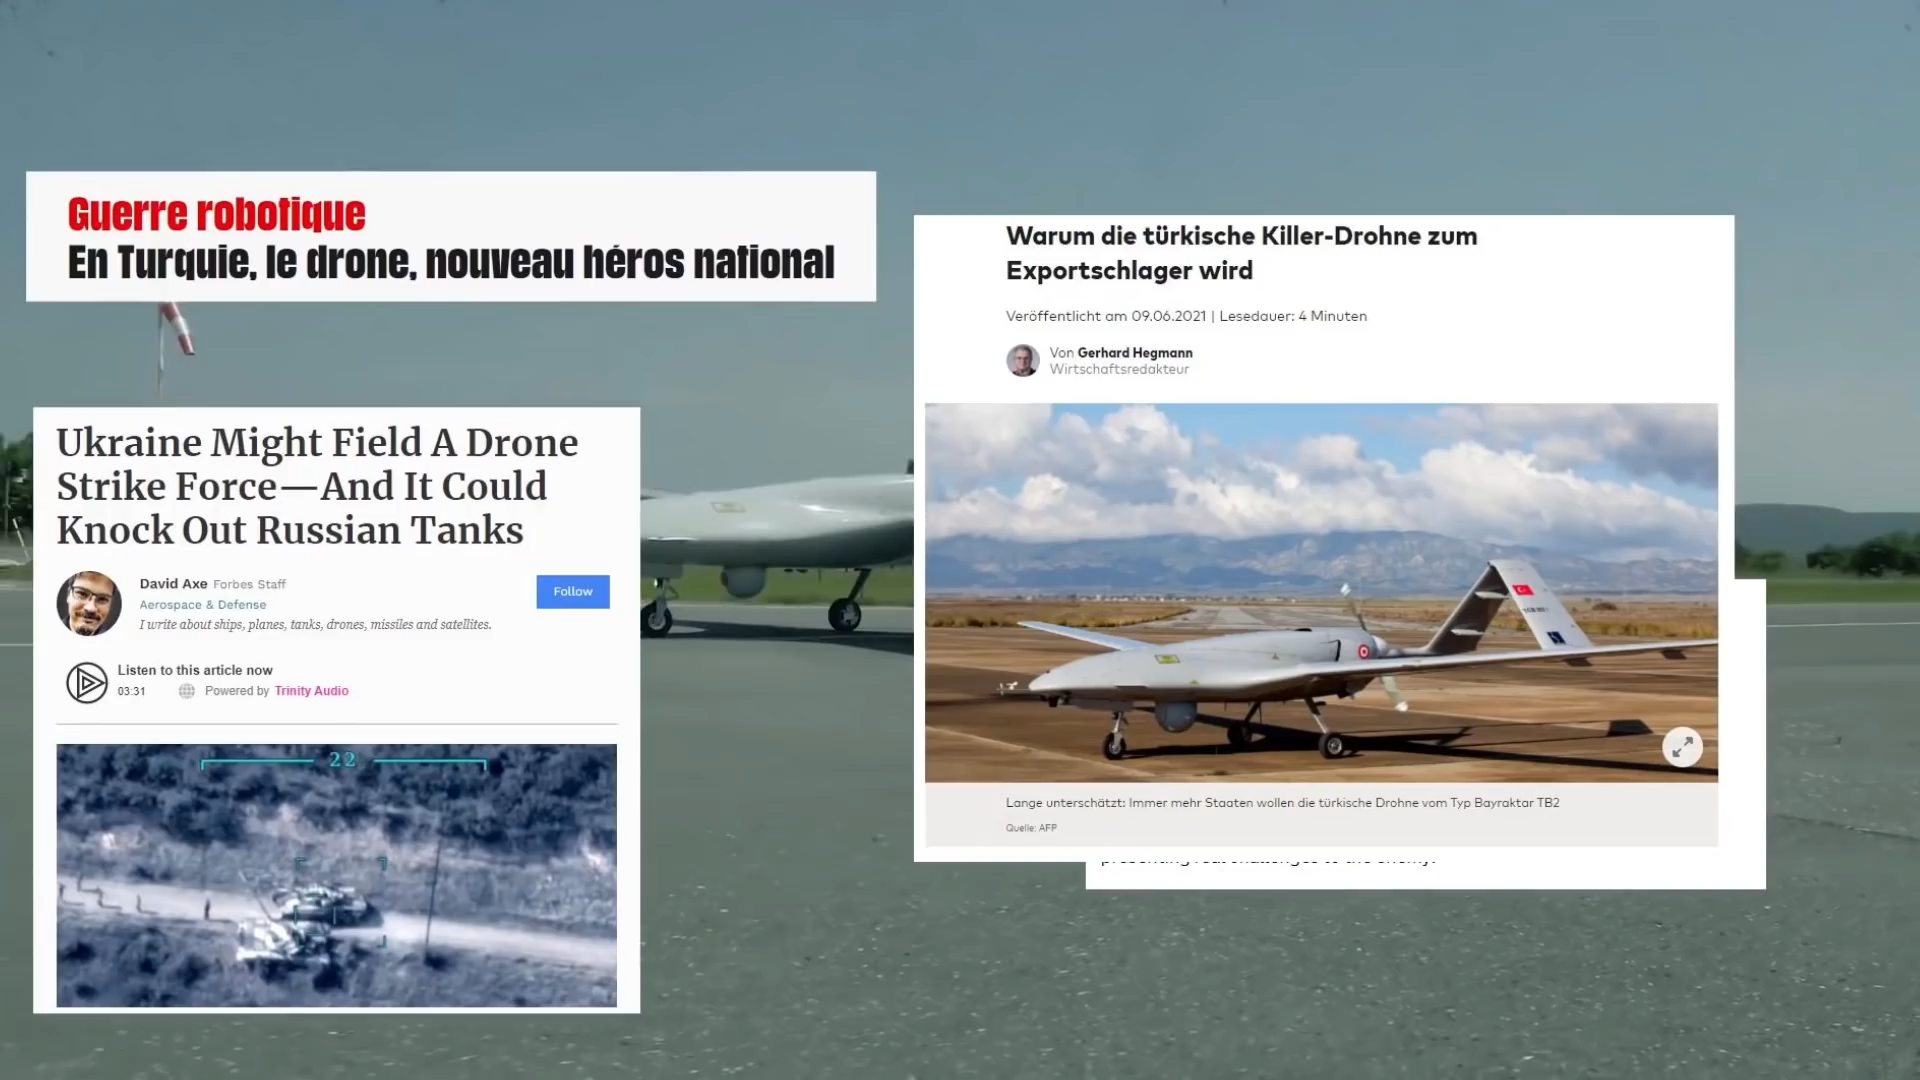 Guerre robotique
En Turquie, le drone, nouveau héros national
Ukraine Might Field A Drone
Strike Force—And It Could
Knock Out Russian Tanks
David Axe Forbes Staff
Aerospace & Defense
I write about ships, planes, tanks, drones, missiles and satellites.
Follow
Listen to this article now
03:31
Powered by Trinity Audio
22
Warum die türkische Killer-Drohne zum
Exportschlager wird
Veröffentlicht am 09.06.2021 | Lesedauer: 4 Minuten
Von Gerhard Hegmann
Wirtschaftsredakteur
Lange unterschätzt: Immer mehr Staaten wollen die türkische Drohne vom Typ Bayraktar TB2
Quelle: AFP